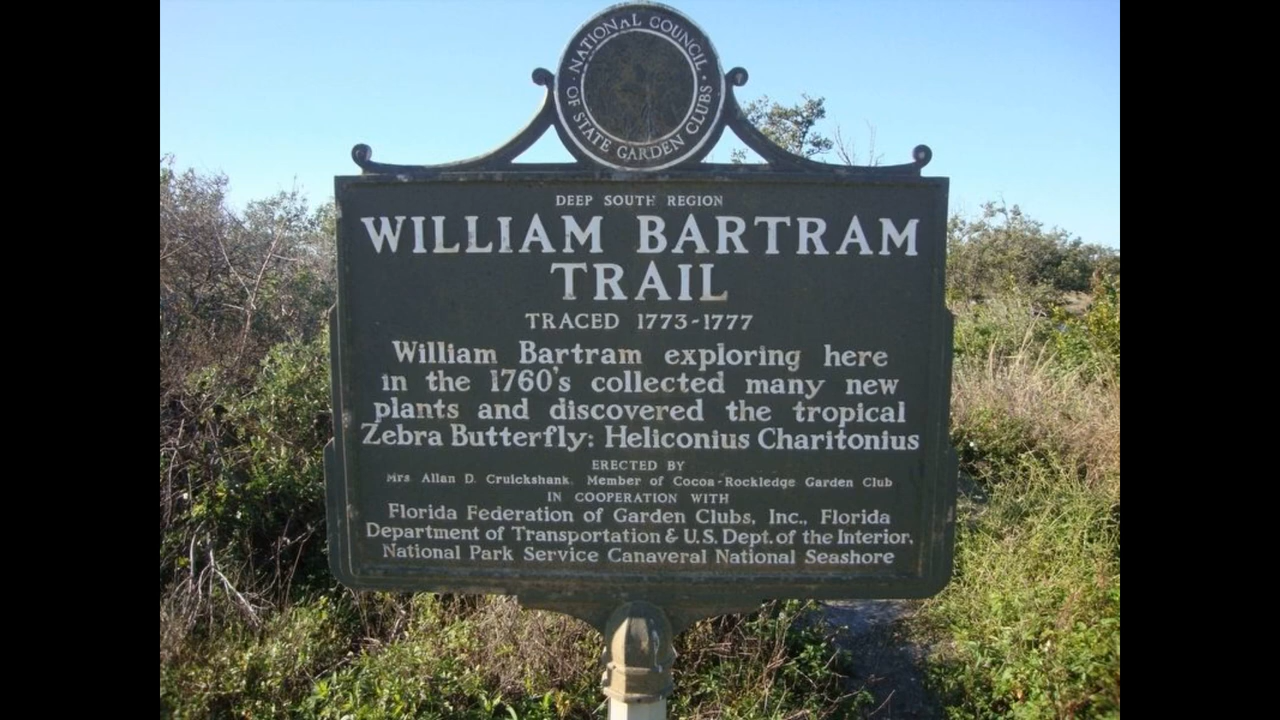 NATIONAL COUNCIL
OF STATE GARDEN CLUBS
DEEP SOUTH REGION
WILLIAM BARTRAM
TRAIL
TRACED 1773-1777
William Bartram exploring here
in the 1760's collected many new
plants and discovered the tropical
Zebra Butterfly: Heliconius Charitonius
ERECTED BY
Mrs Allan D. Cruickshank. Member of Cocoa-Rockledge Garden Club
IN COOPERATION WITH
Florida Federation of Garden Clubs, Inc., Florida
Department of Transportation & U.S. Dept. of the Interior,
National Park Service Canaveral National Seashore